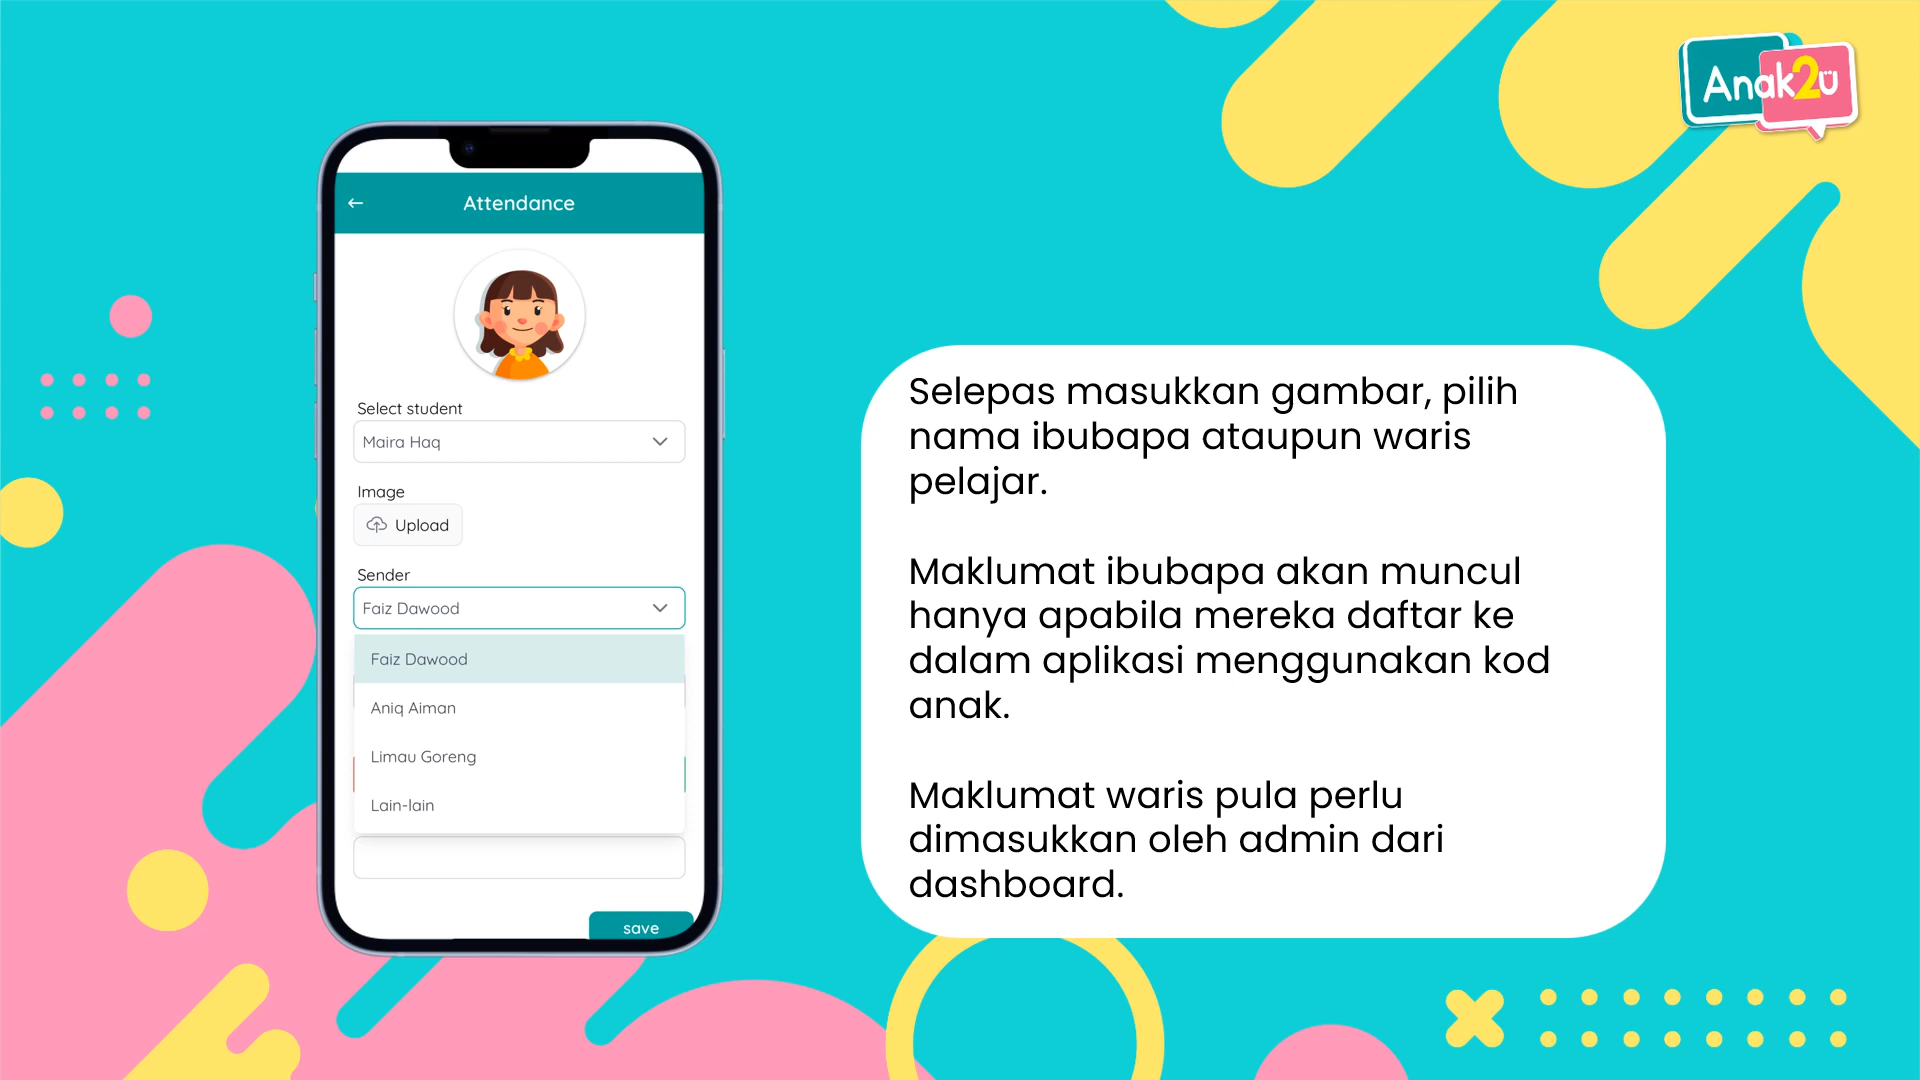 Anak2U
Attendance
Select student
Maira Haq
Image
Upload
Sender
Faiz Dawood
Faiz Dawood
Aniq Aiman
Limau Goreng
Lain-lain
save
Selepas masukkan gambar, pilih
nama ibubapa ataupun waris
pelajar.
Maklumat ibubapa akan muncul
hanya apabila mereka daftar ke
dalam aplikasi menggunakan kod
anak.
Maklumat waris pula perlu
dimasukkan oleh admin dari
dashboard.